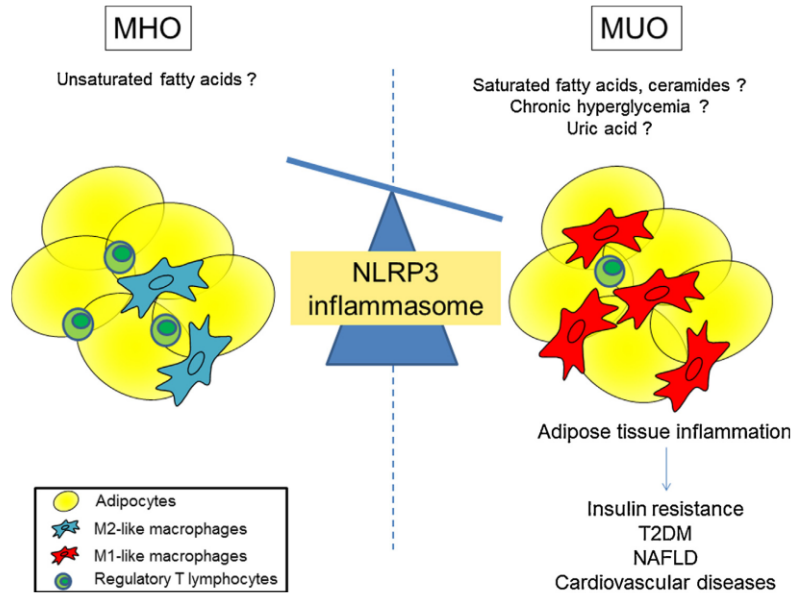 MHO
Unsaturated fatty acids ?
MUO
Saturated fatty acids, ceramides ?
Chronic hyperglycemia ?
Uric acid ?
NLRP3
inflammasome
Adipose tissue inflammation
Insulin resistance
T2DM
NAFLD
Cardiovascular diseases
Adipocytes
M2-like macrophages
M1-like macrophages
Regulatory T lymphocytes